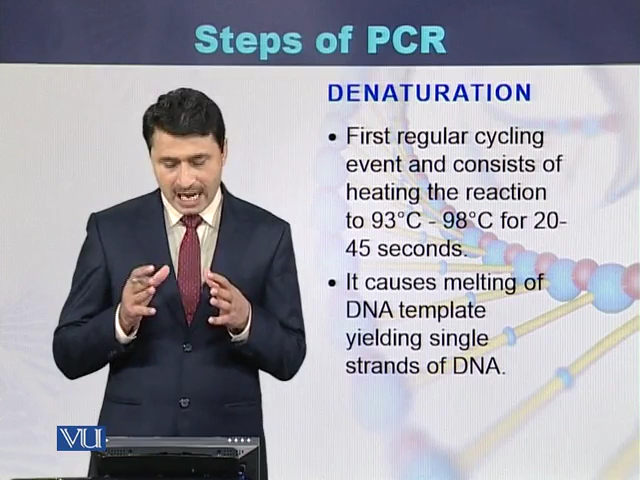 Steps of PCR
DENATURATION
• First regular cycling
event and consists of
heating the reaction
to 93°C - 98°C for 20-
45 seconds.
• It causes melting of
DNA template
yielding single
strands of DNA.
VU